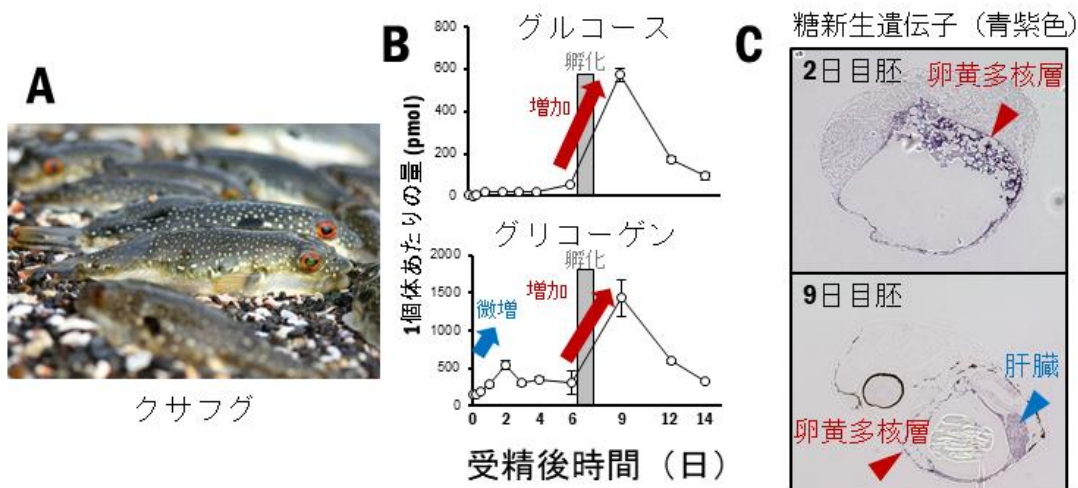 A
クサフグ
B
グルコース
800
600
400
200
0
孵化
増加
グリコーゲン
2000
1500
1000
500
0
孵化
増加
微増
0 2 4 6 9 12 14
1個体あたりの量 (pmol)
受精後時間（日）
C
糖新生遺伝子（青紫色）
2日目胚
卵黄多核層
9日目胚
肝臓
卵黄多核層